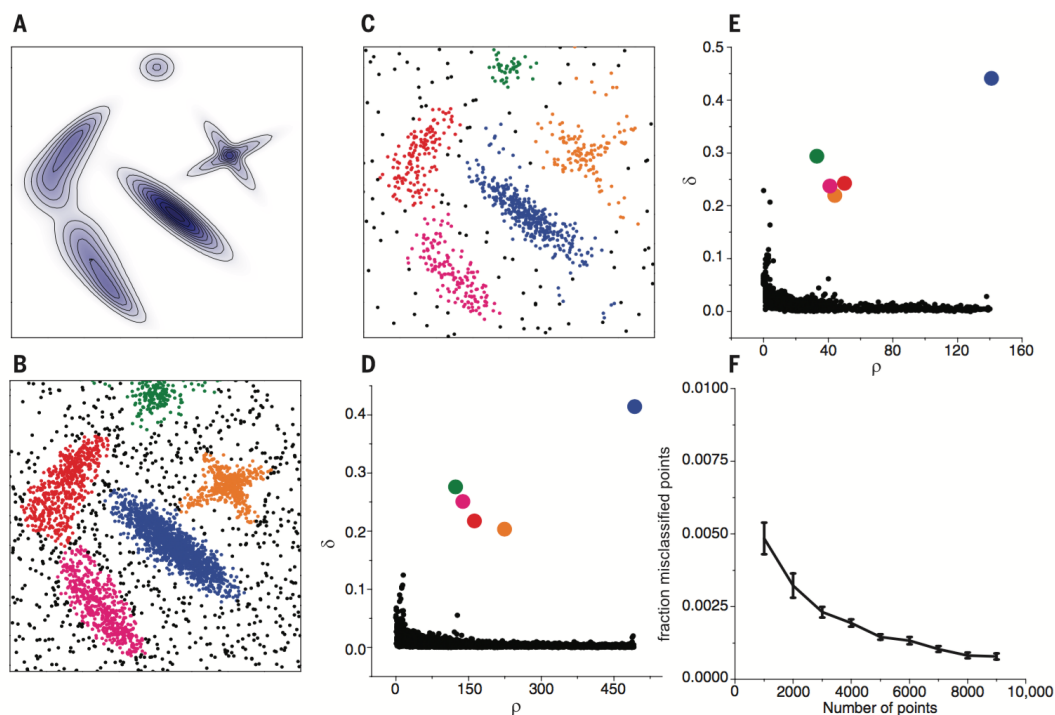 A
C
E
0.5
0.4
0.3
δ
0.2
0.1
0.0
0 40 80 120 160
ρ
B
D
0.4
0.3
δ
0.2
0.1
0.0
0 150 300 450
ρ
F
0.0100
0.0075
0.0050
0.0025
0.0000
fraction misclassified points
0 2000 4000 6000 8000 10,000
Number of points